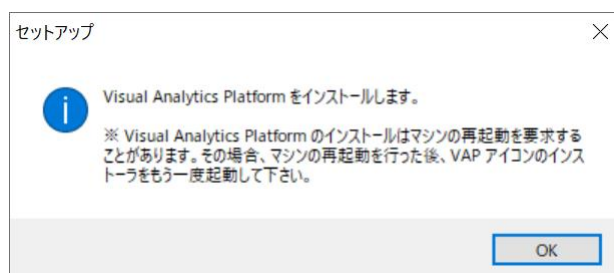 セットアップ
Visual Analytics Platform をインストールします。
※ Visual Analytics Platform のインストールはマシンの再起動を要求する
ことがあります。その場合、マシンの再起動を行った後、VAP アイコンのインス
トーラをもう一度起動して下さい。
OK